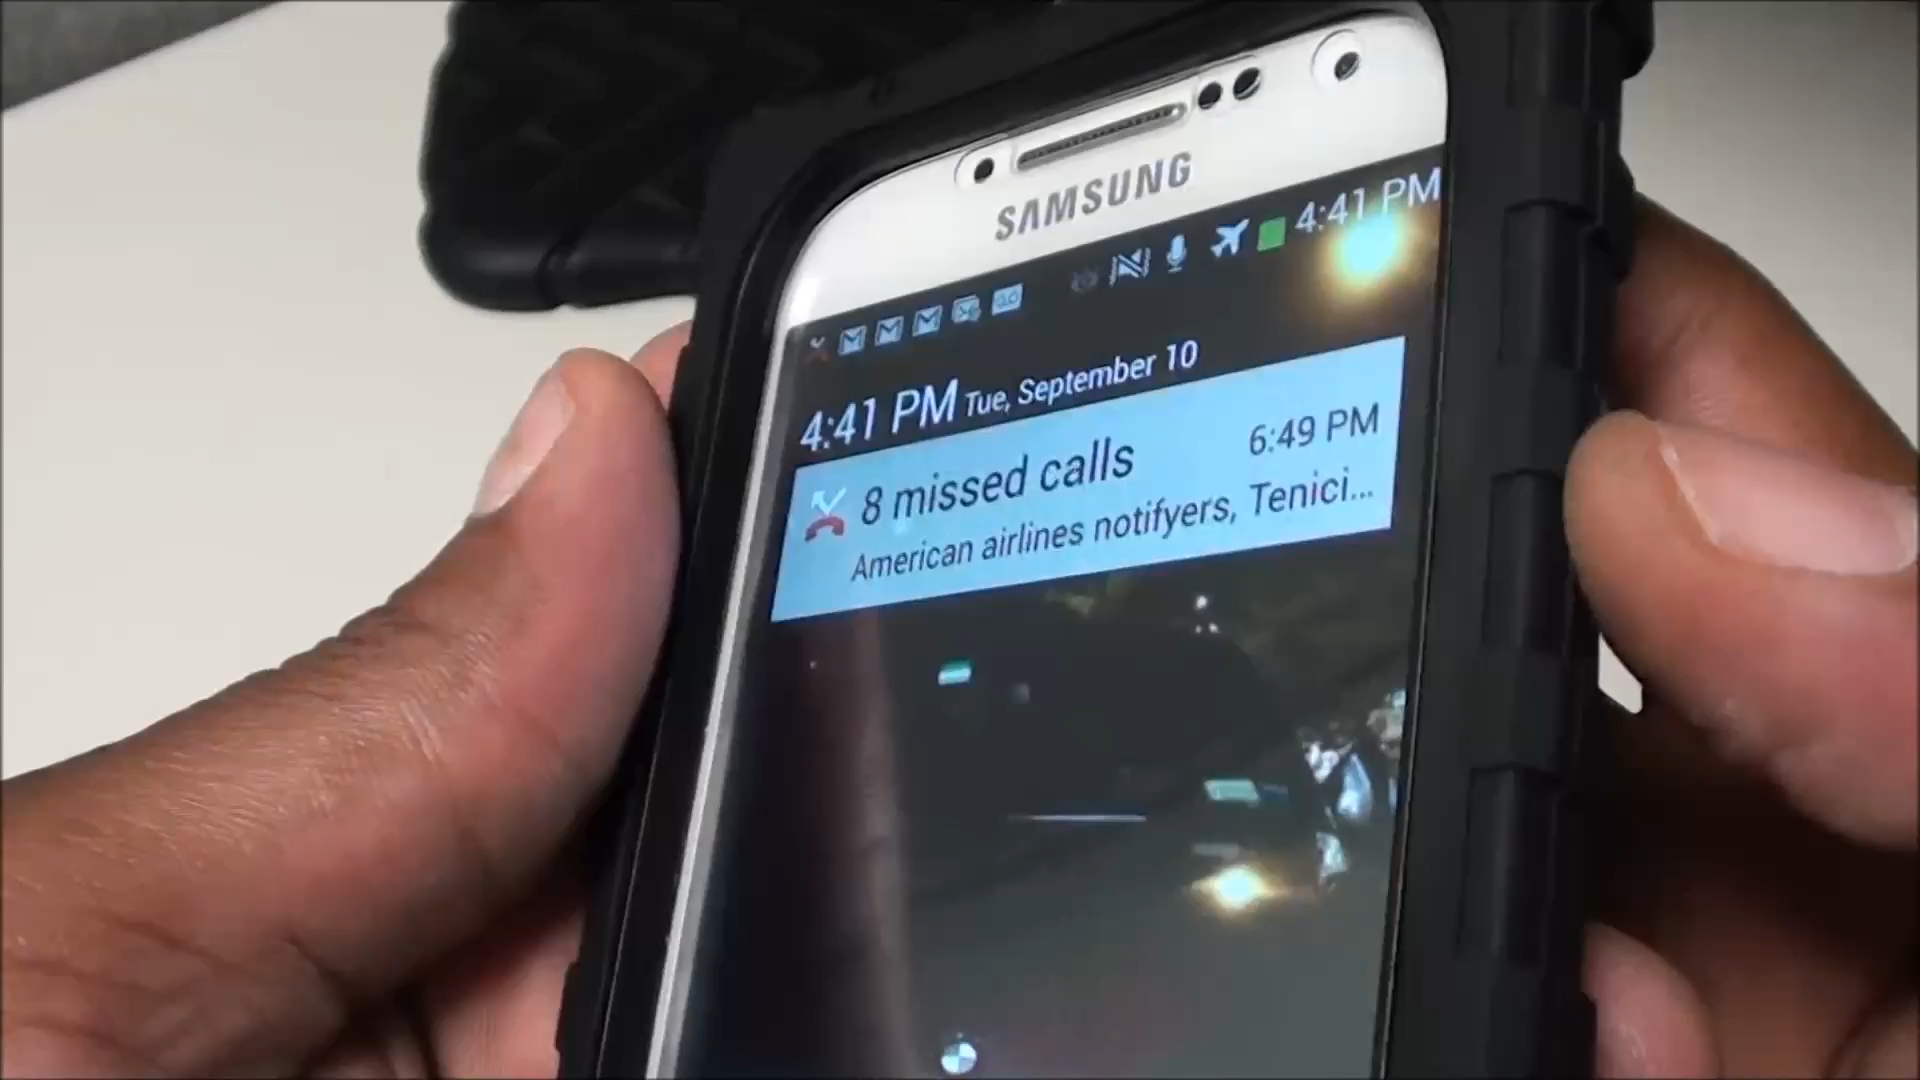 SAMSUNG
4:41 PM
4:41 PM Tue, September 10
8 missed calls 6:49 PM
American airlines notifyers, Tenici...